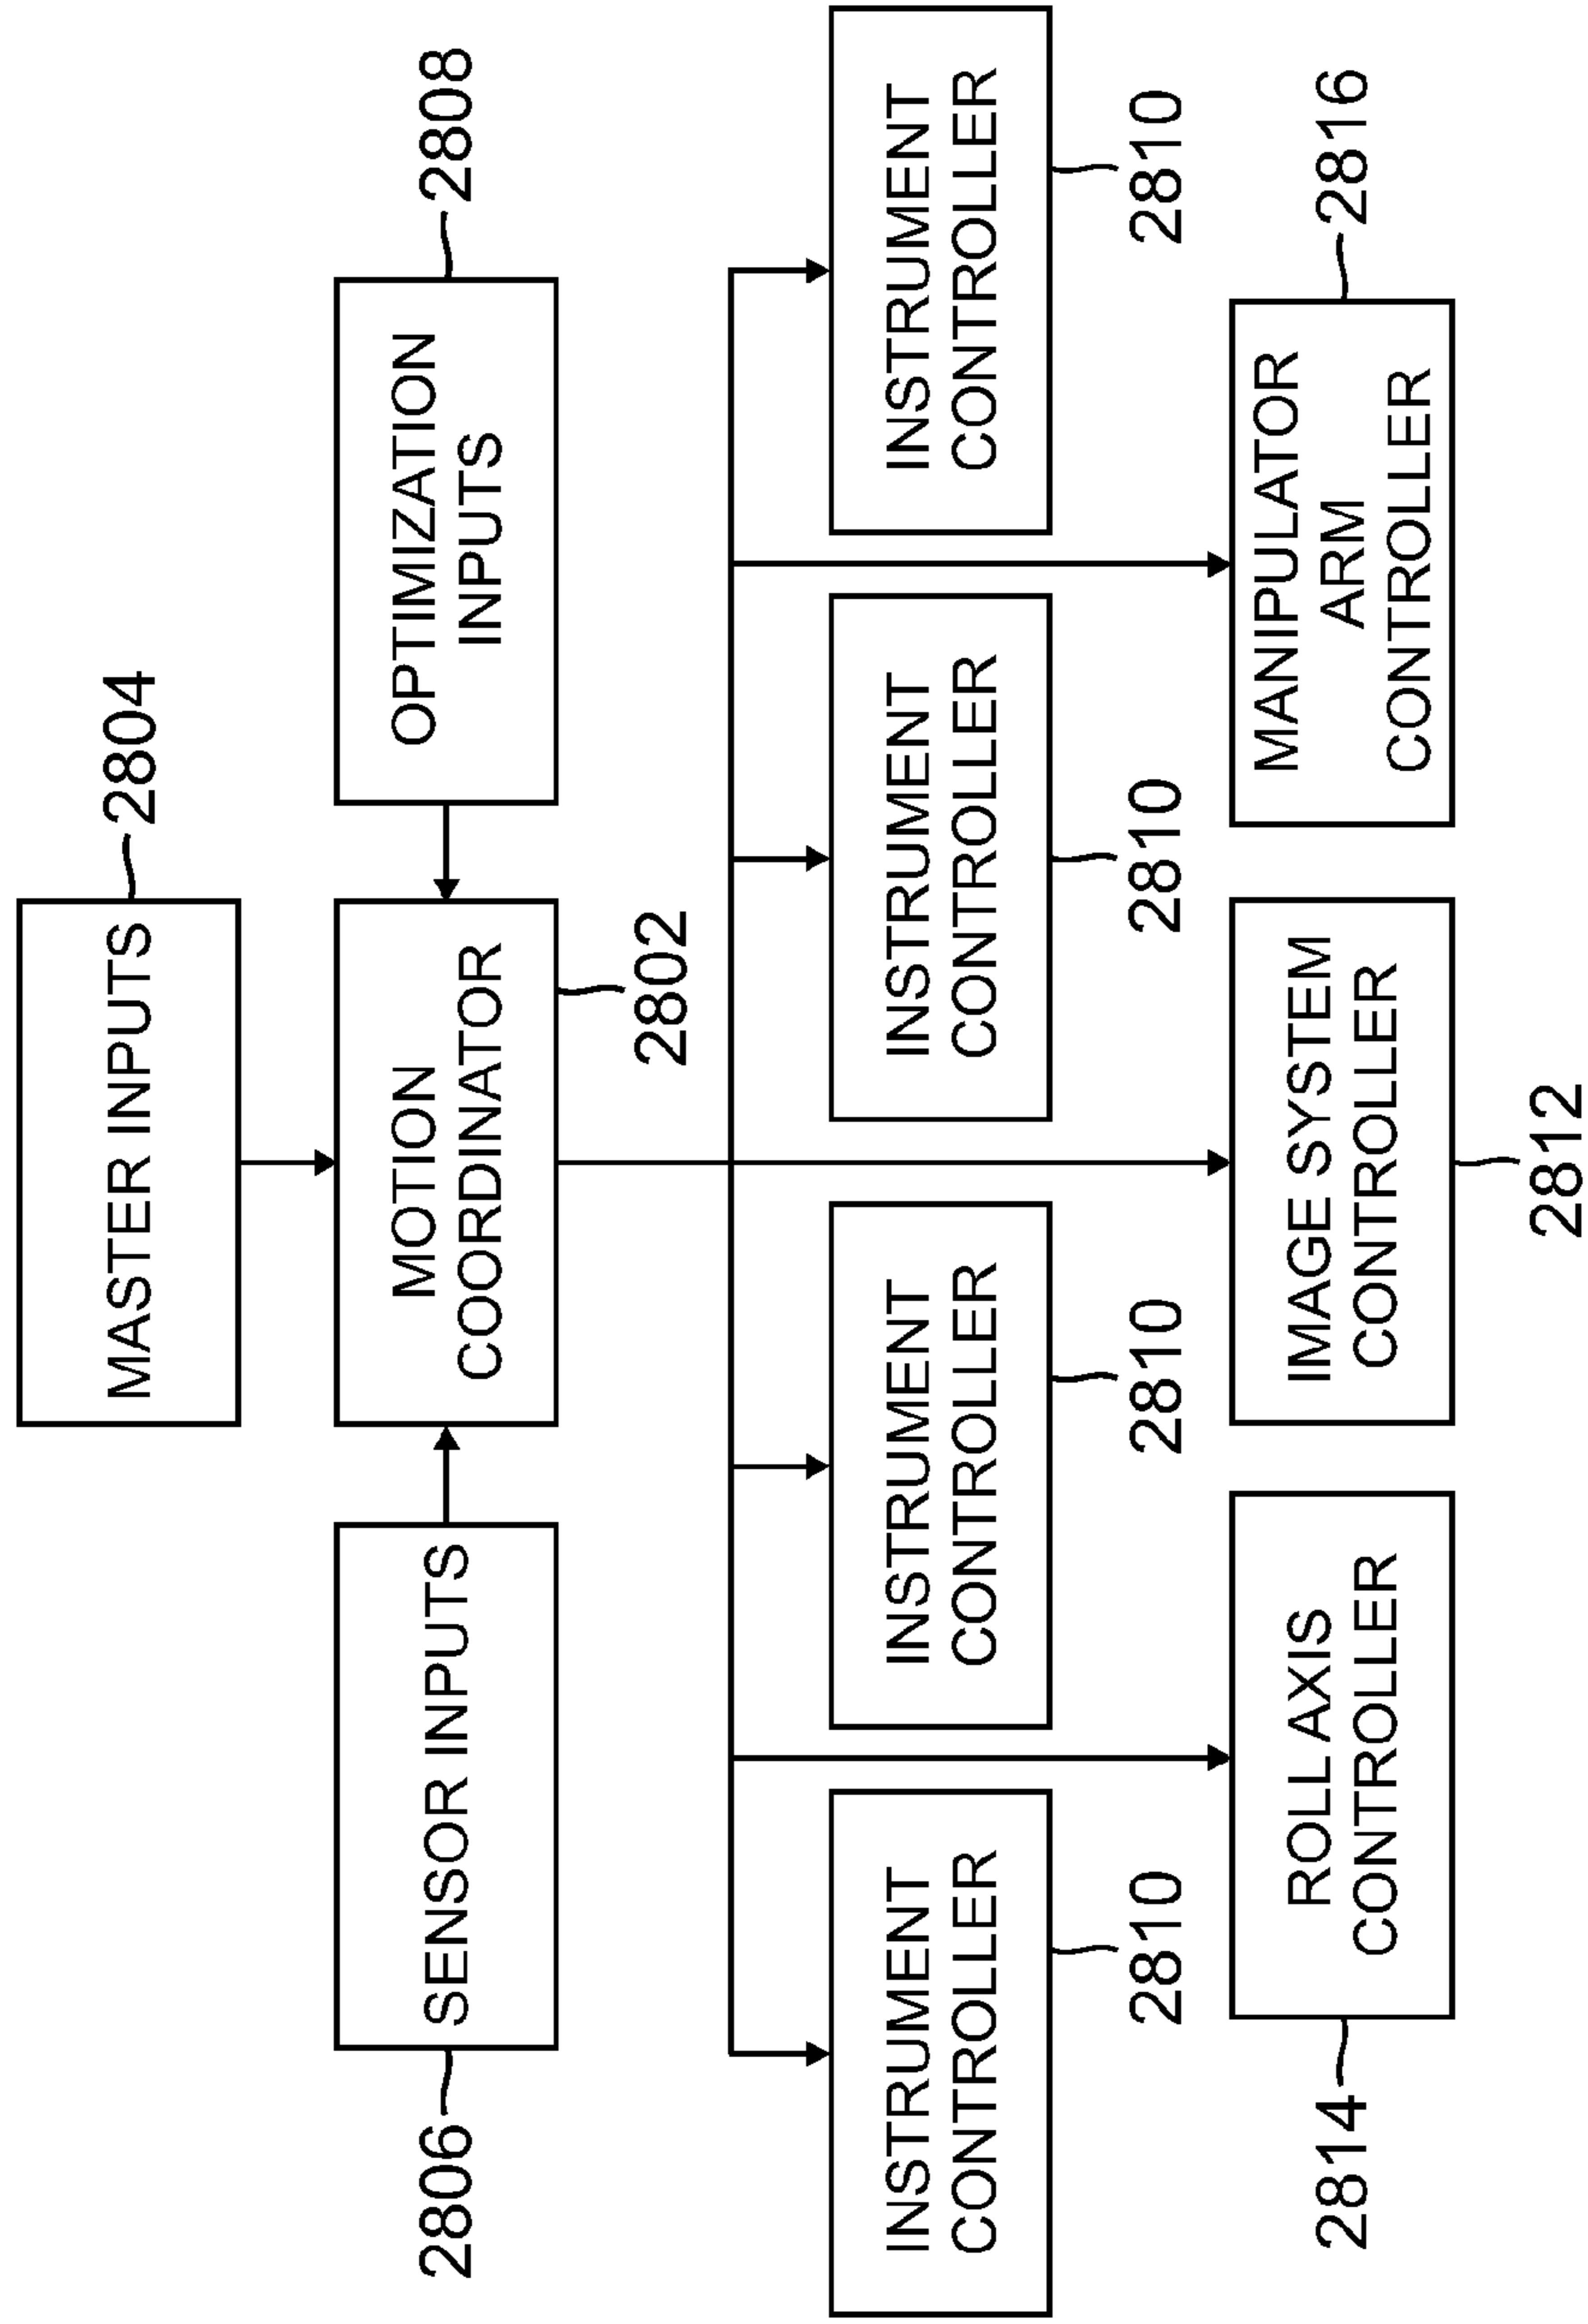 2804
MASTER INPUTS
2806
SENSOR INPUTS
MOTION
COORDINATOR
OPTIMIZATION
INPUTS
2808
2802
INSTRUMENT
CONTROLLER
INSTRUMENT
CONTROLLER
INSTRUMENT
CONTROLLER
INSTRUMENT
CONTROLLER
2810
2810
2810
2810
2814
ROLL AXIS
CONTROLLER
IMAGE SYSTEM
CONTROLLER
MANIPULATOR
ARM
CONTROLLER
2816
2812